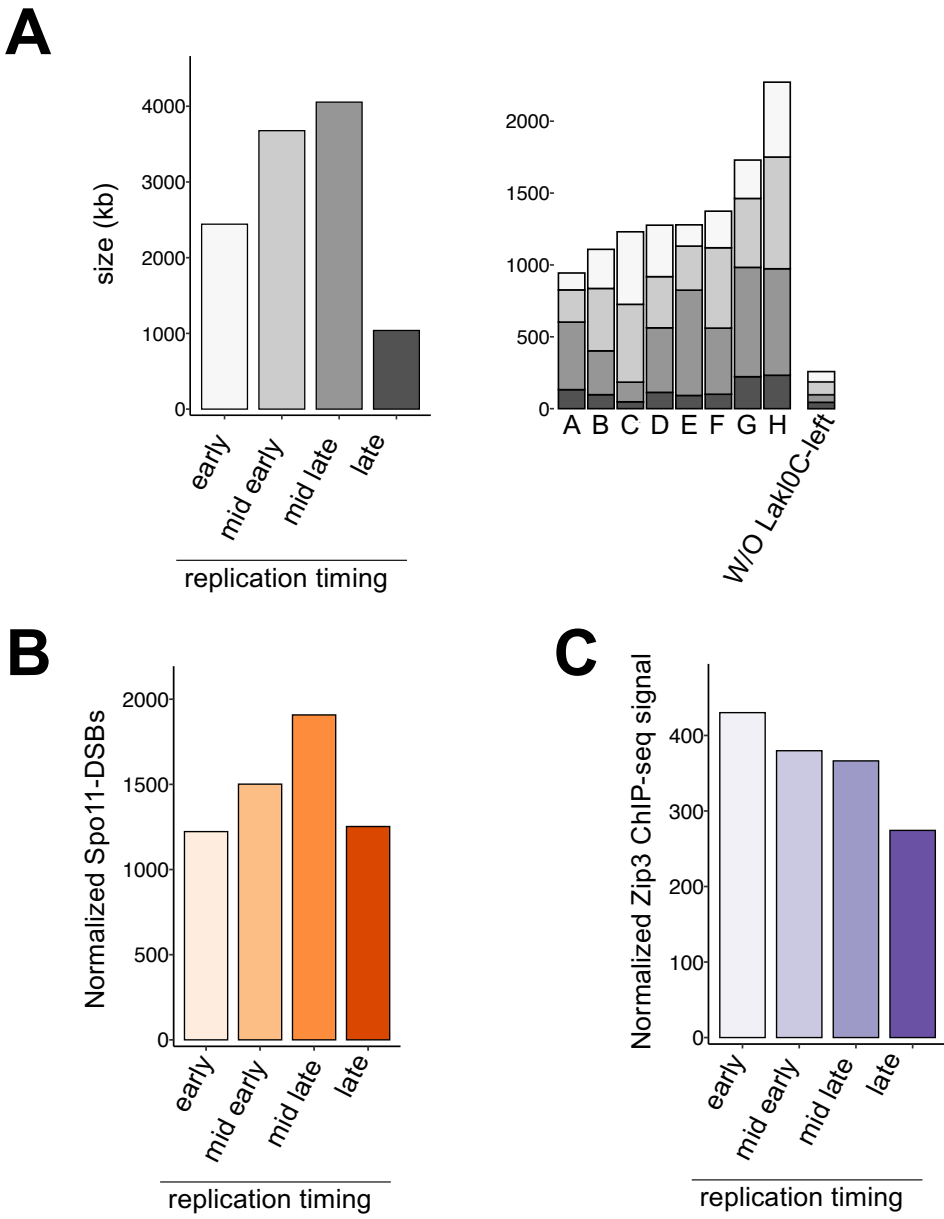 A
size (kb)
4000
3000
2000
1000
0
early
mid early
mid late
late
replication timing
2000
1500
1000
500
0
A B C D E F G H
W/O Lakl0C-left
B
Normalized Spo11-DSBs
2000
1500
1000
500
0
early
mid early
mid late
late
replication timing
C
Normalized Zip3 ChIP-seq signal
400
300
200
100
0
early
mid early
mid late
late
replication timing